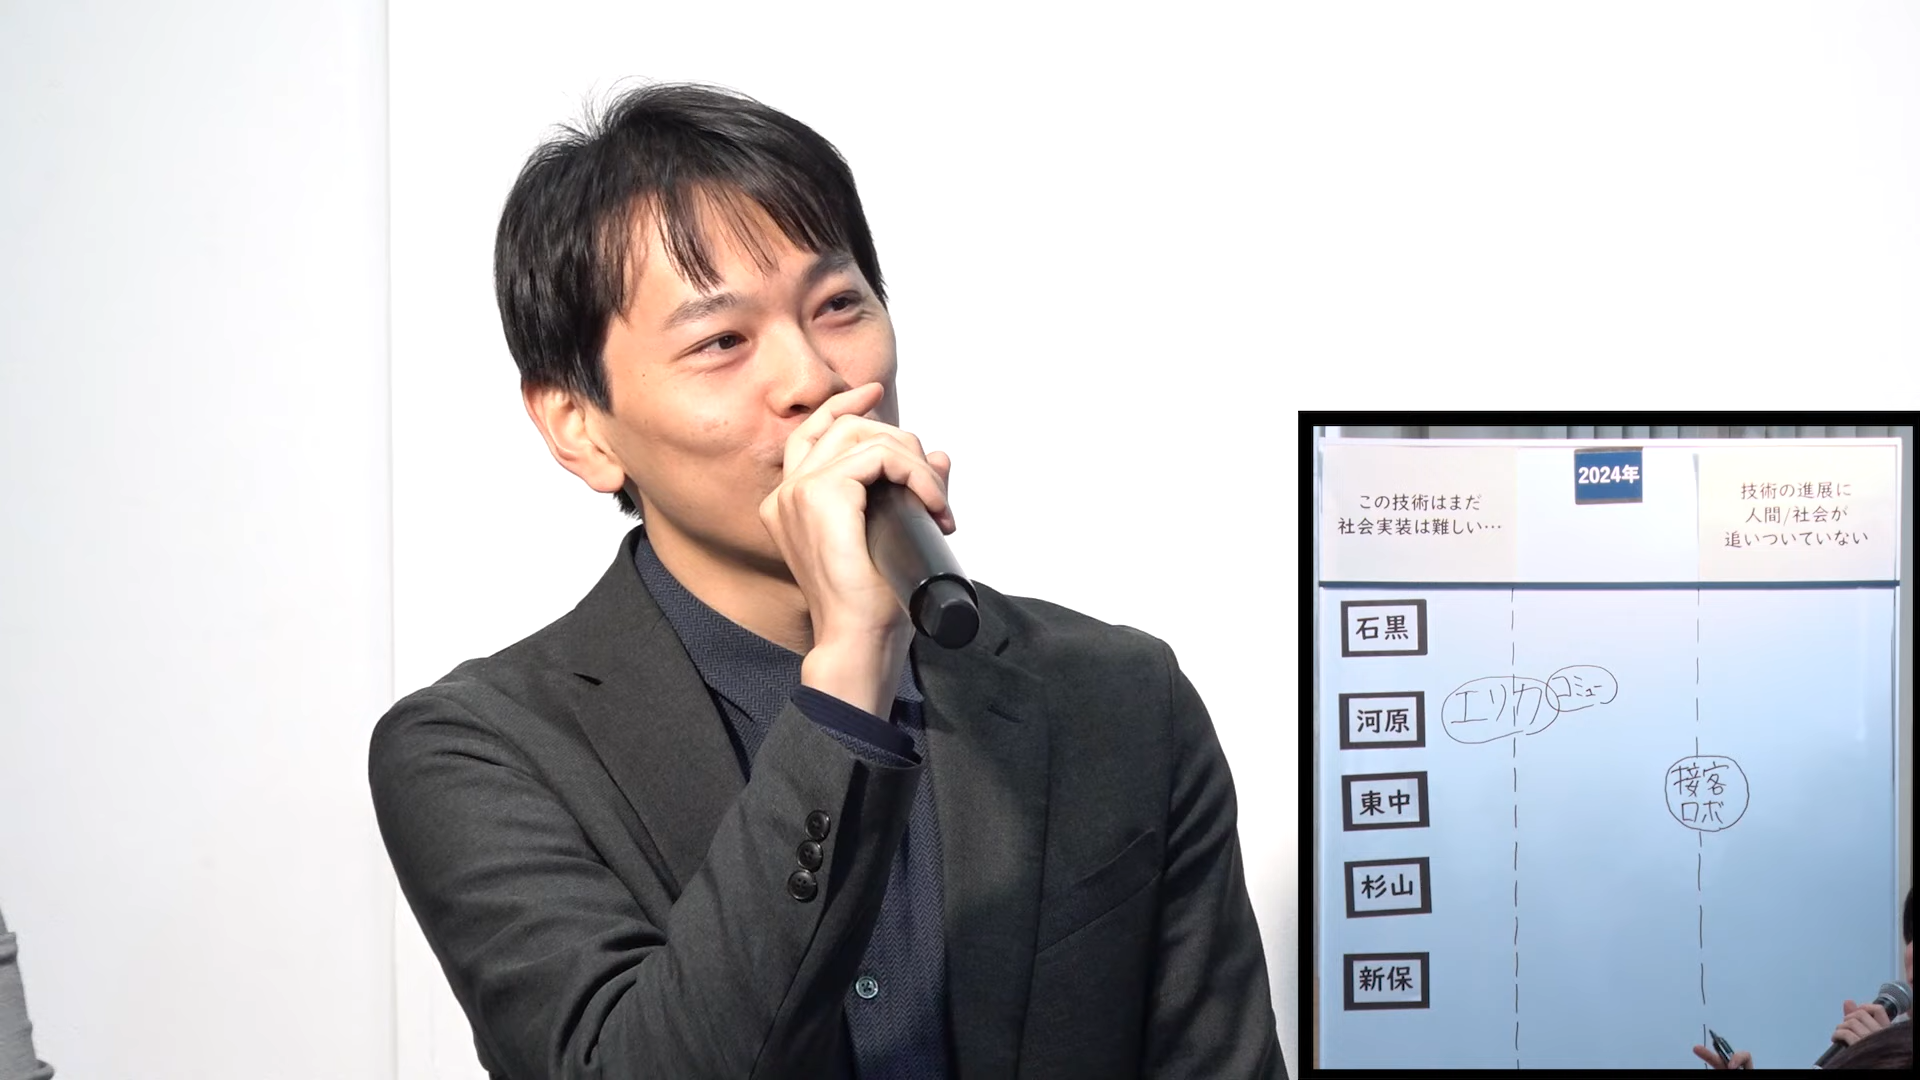 2024年
この技術はまだ
社会実装は難しい…
技術の進展に
人間/社会が
追いついていない
石黒
河原
エリカ
コミュー
東中
接客
ロボ
杉山
新保